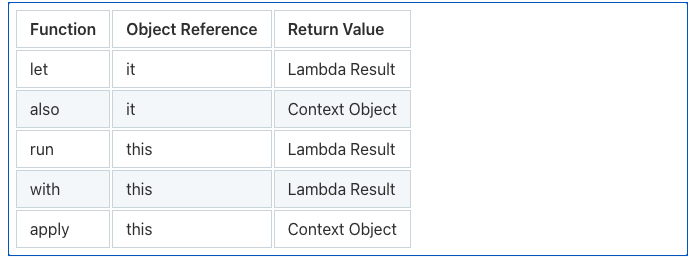 Function Object Reference Return Value
let it Lambda Result
also it Context Object
run this Lambda Result
with this Lambda Result
apply this Context Object